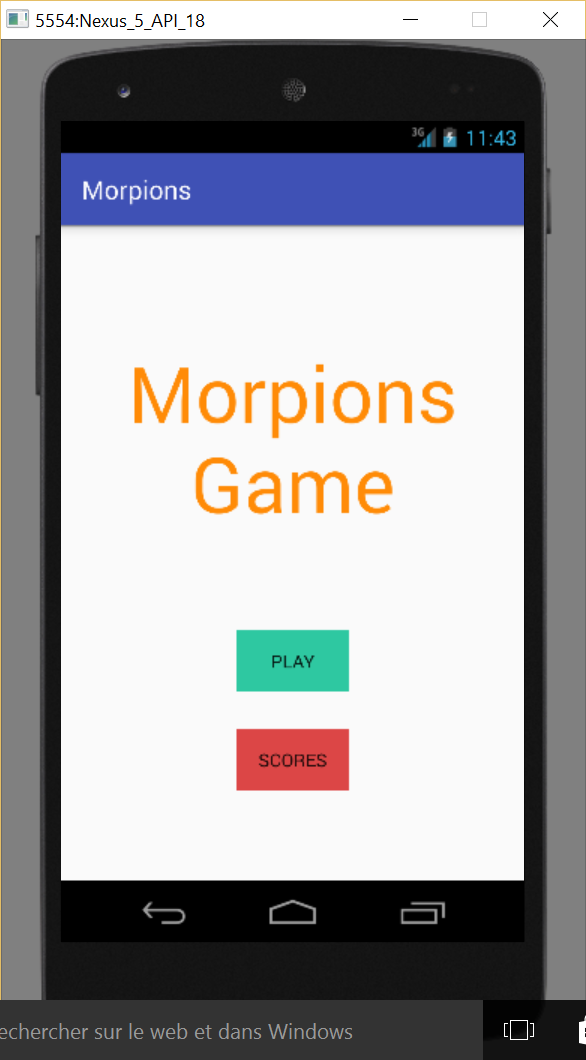 5554:Nexus_5_API_18
3G 11:43
Morpions
Morpions
Game
PLAY
SCORES
echercher sur le web et dans Windows